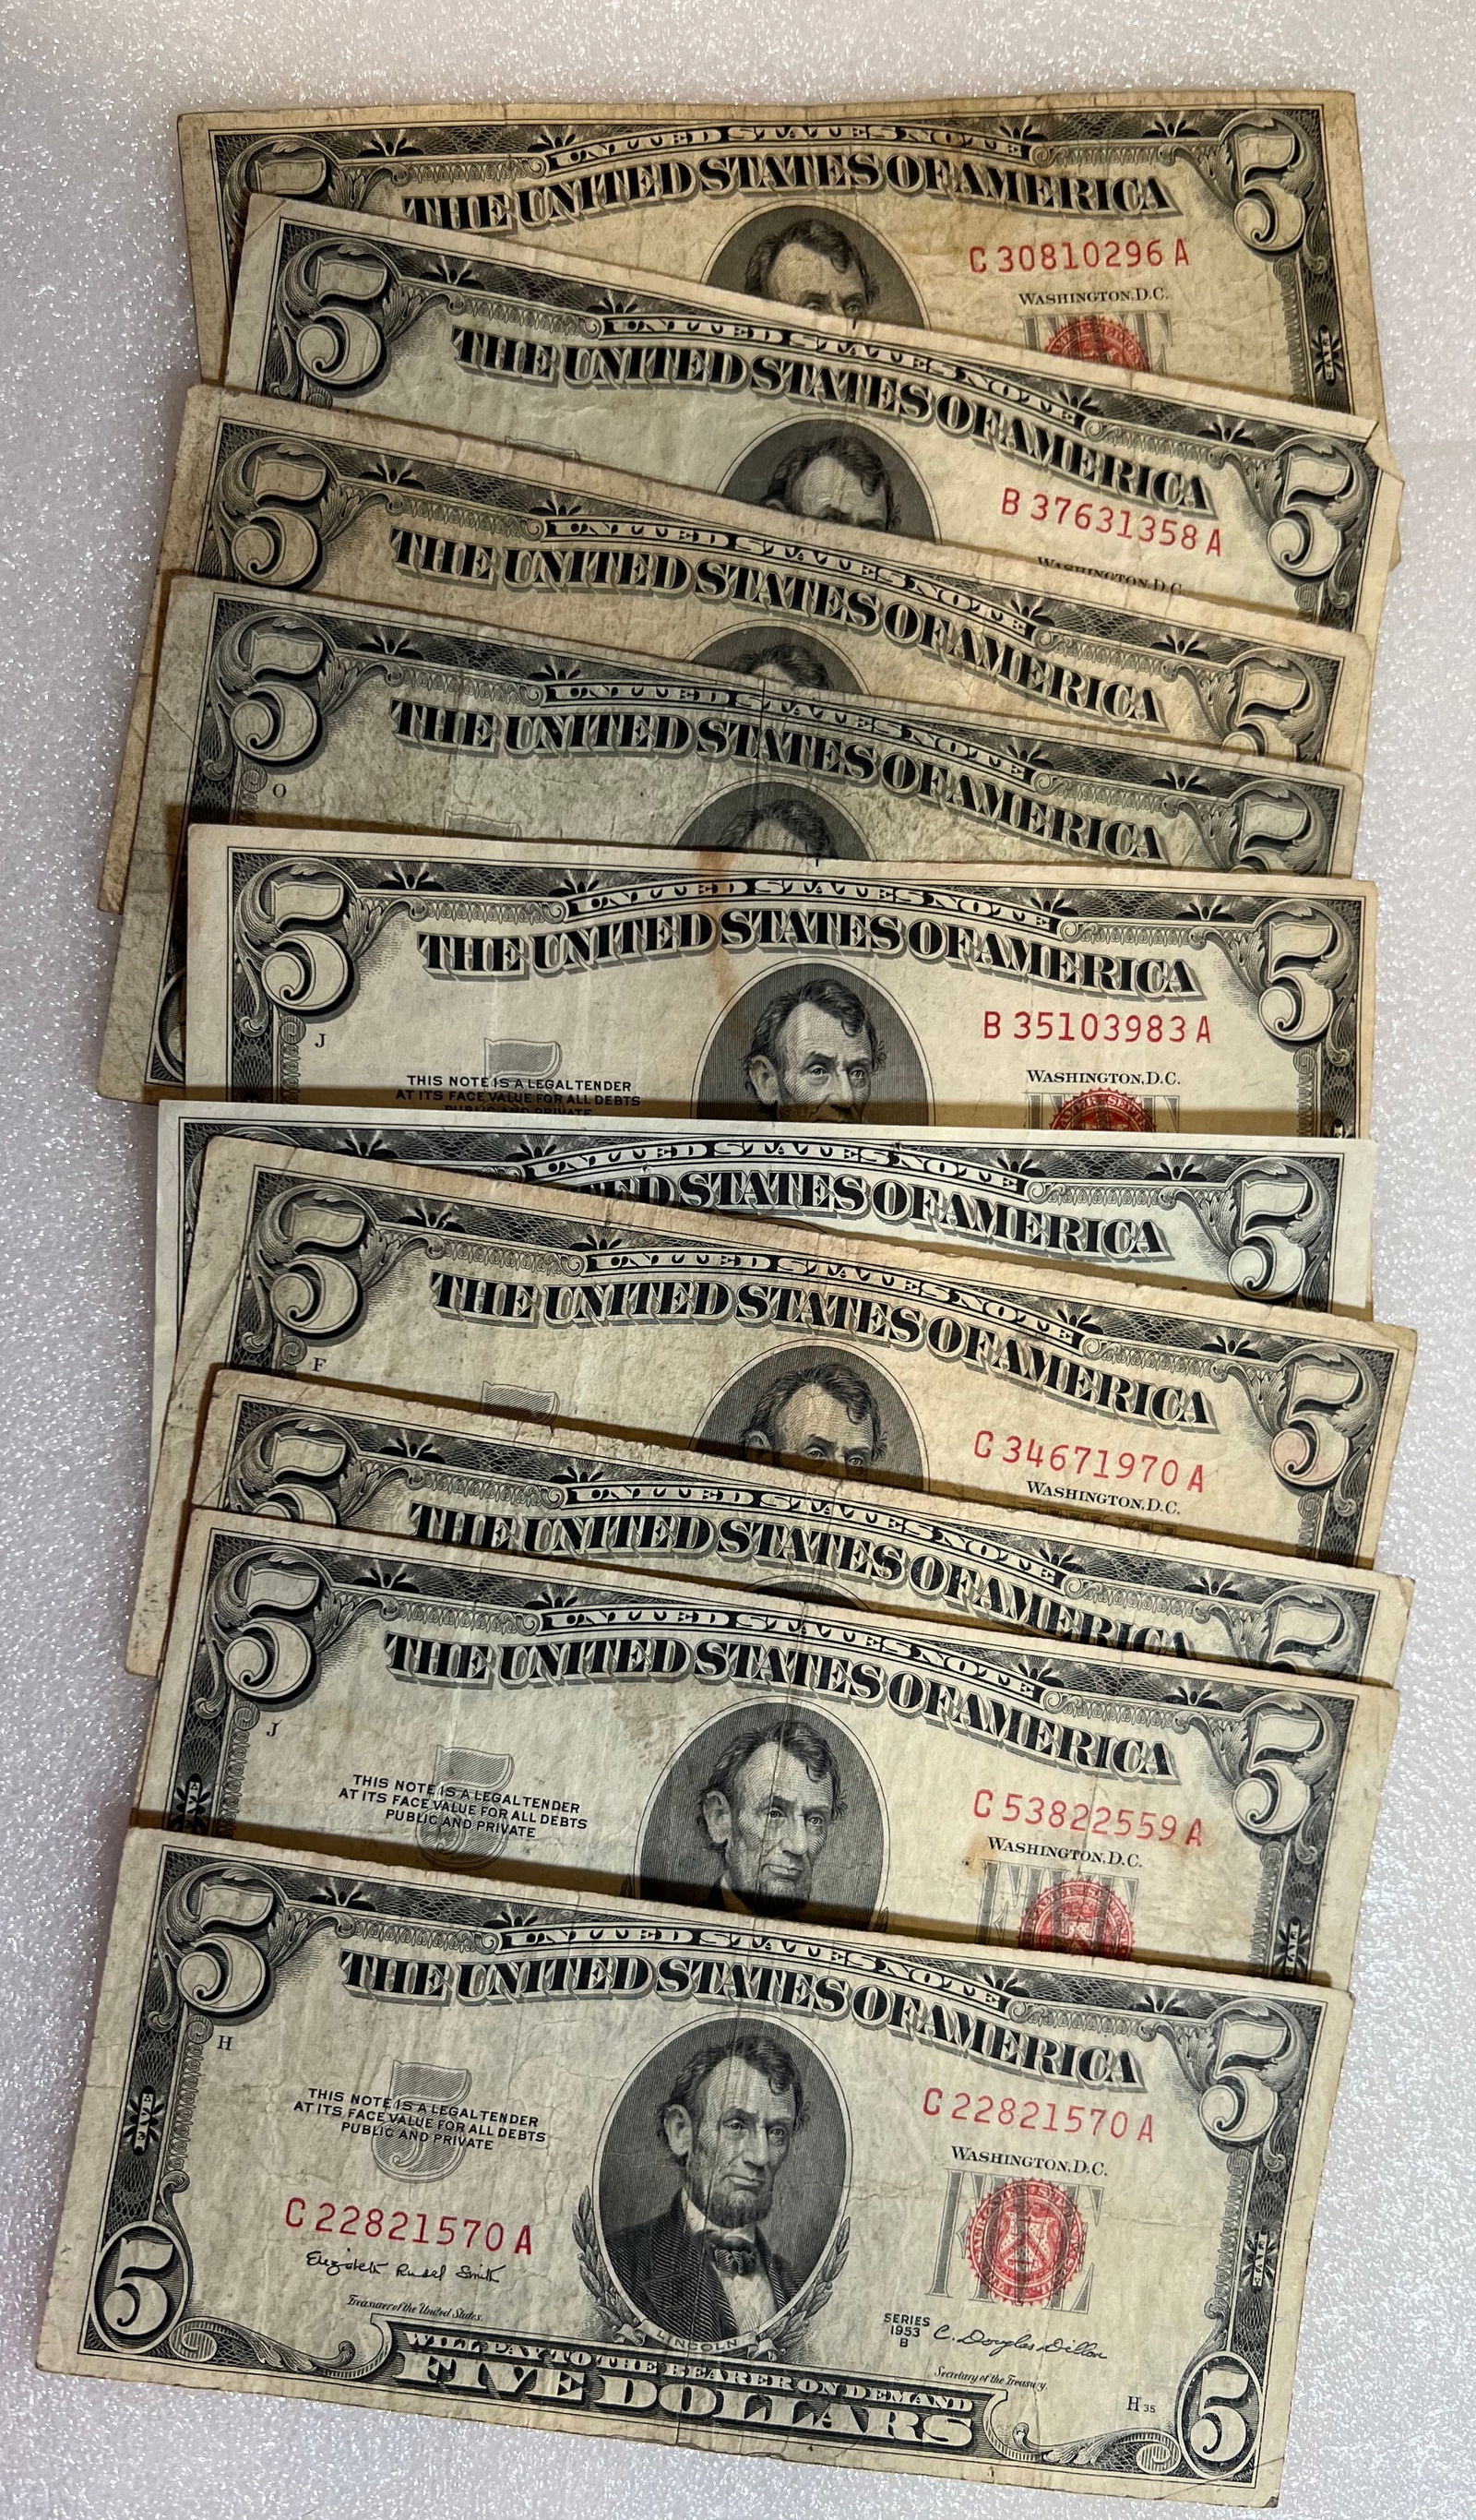 UNITED STATES NOTE
THE UNITED STATES OF AMERICA
5
C 30810296 A
WASHINGTON, D.C.
5
UNITED STATES NOTE
THE UNITED STATES OF AMERICA
5
B 37631358 A
WASHINGTON, D.C.
5
UNITED STATES NOTE
THE UNITED STATES OF AMERICA
5
5
UNITED STATES NOTE
THE UNITED STATES OF AMERICA
5
O
5
UNITED STATES NOTE
THE UNITED STATES OF AMERICA
5
B 35103983 A
J
WASHINGTON, D.C.
THIS NOTE IS A LEGAL TENDER
AT ITS FACE VALUE FOR ALL DEBTS
PUBLIC AND PRIVATE
UNITED STATES NOTE
STATES OF AMERICA
5
5
UNITED STATES NOTE
THE UNITED STATES OF AMERICA
5
F
C 34671970 A
WASHINGTON, D.C.
5
UNITED STATES NOTE
THE UNITED STATES OF AMERICA
5
5
UNITED STATES NOTE
THE UNITED STATES OF AMERICA
5
J
5
THIS NOTE IS A LEGAL TENDER
AT ITS FACE VALUE FOR ALL DEBTS
PUBLIC AND PRIVATE
C 53822559 A
WASHINGTON, D.C.
5
UNITED STATES NOTE
THE UNITED STATES OF AMERICA
5
H
5
THIS NOTE IS A LEGAL TENDER
AT ITS FACE VALUE FOR ALL DEBTS
PUBLIC AND PRIVATE
C 22821570 A
WASHINGTON, D.C.
C 22821570 A
FIVE
Elizabeth Rudel Smith
Treasurer of the United States.
LINCOLN
SERIES
1953
B
C. Douglas Dillon
Secretary of the Treasury.
H 35
5
WILL PAY TO THE BEARER ON DEMAND
FIVE DOLLARS
5